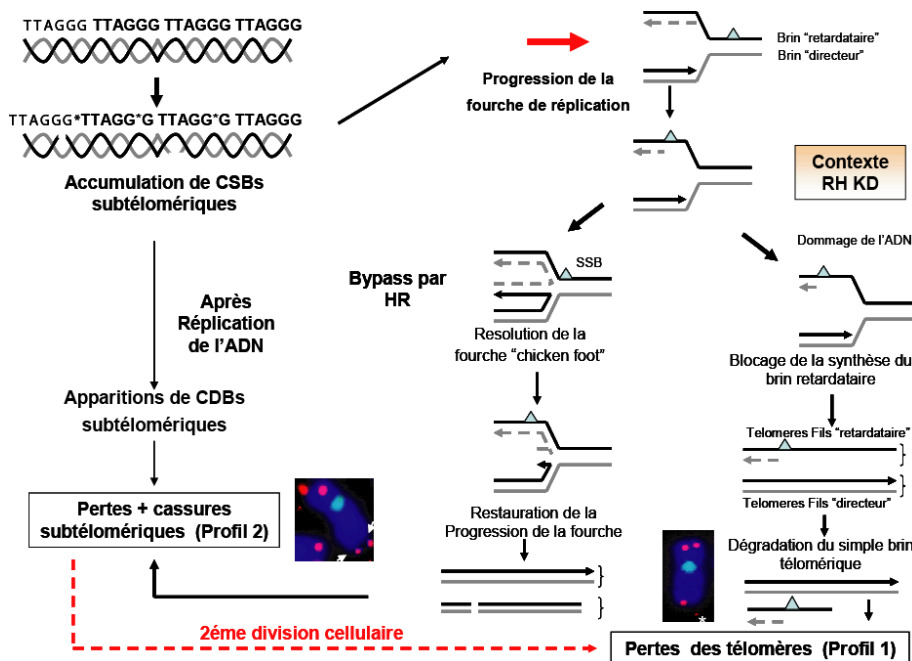 TTAGGG TTAGGG TTAGGG TTAGGG
TTAGGG*TTAGG*G TTAGG*G TTAGGG
Accumulation de CSBs
subtélomériques
Après
Réplication
de l'ADN
Apparitions de CDBs
subtélomériques
Pertes + cassures
subtélomériques (Profil 2)
2éme division cellulaire
Progression de la
fourche de réplication
Brin "retardataire"
Brin "directeur"
Contexte
RH KD
Bypass par
HR
SSB
Resolution de la
fourche "chicken foot"
Restauration de la
Progression de la fourche
Dommage de l'ADN
Blocage de la synthèse du
brin retardataire
Telomeres Fils "retardataire"
Telomeres Fils "directeur"
Dégradation du simple brin
télomérique
*
Pertes des télomères (Profil 1)